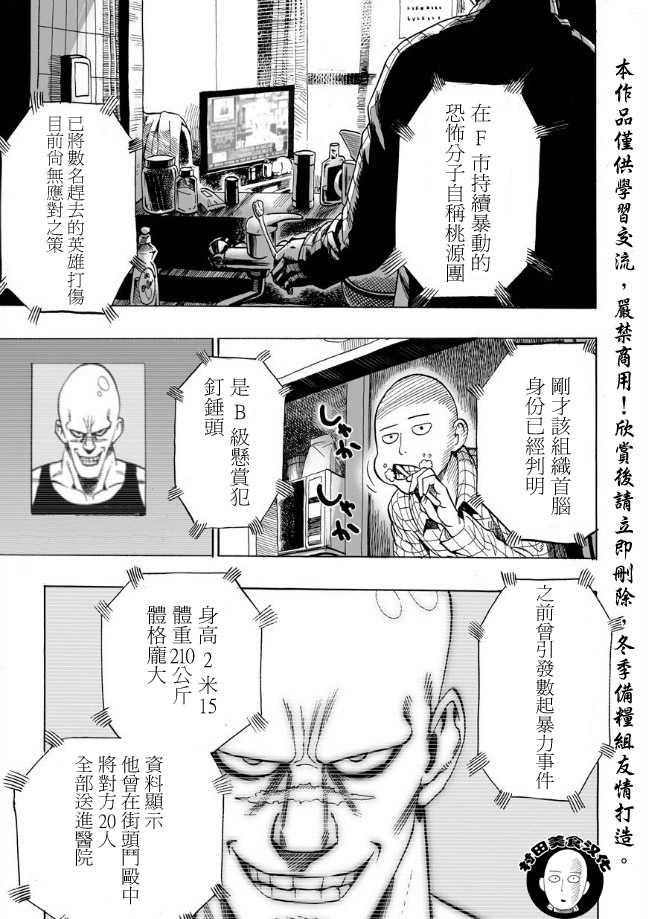 在F市持續暴動的
恐怖分子自稱桃源團
已將數名趕去的英雄打傷
目前尚無應對之策
剛才該組織首腦
身份已經判明
しゃこ
しゃこ
是B級懸賞犯
釘錘頭
之前曾引發數起暴力事件
身高2米15
體重210公斤
體格龐大
資料顯示
他曾在街頭鬥毆中
將對方20人
全部送進醫院
本作品僅供學習交流，嚴禁商用！欣賞後請立即刪除，冬季備糧組友情打造。
村田美食汉化